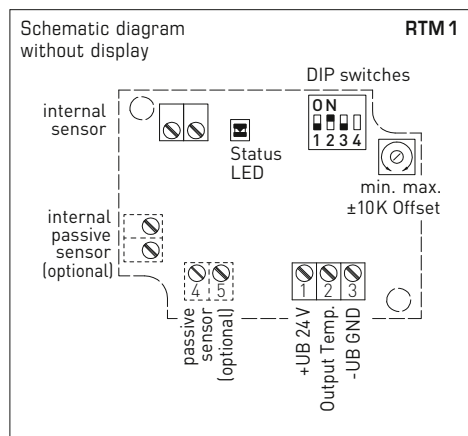 Schematic diagram
without display
RTM 1
DIP switches
ON
1 2 3 4
internal
sensor
Status
LED
min. max.
±10K Offset
internal
passive
sensor
(optional)
4 5
1 2 3
passive
sensor
(optional)
+UB 24V
Output Temp.
-UB GND